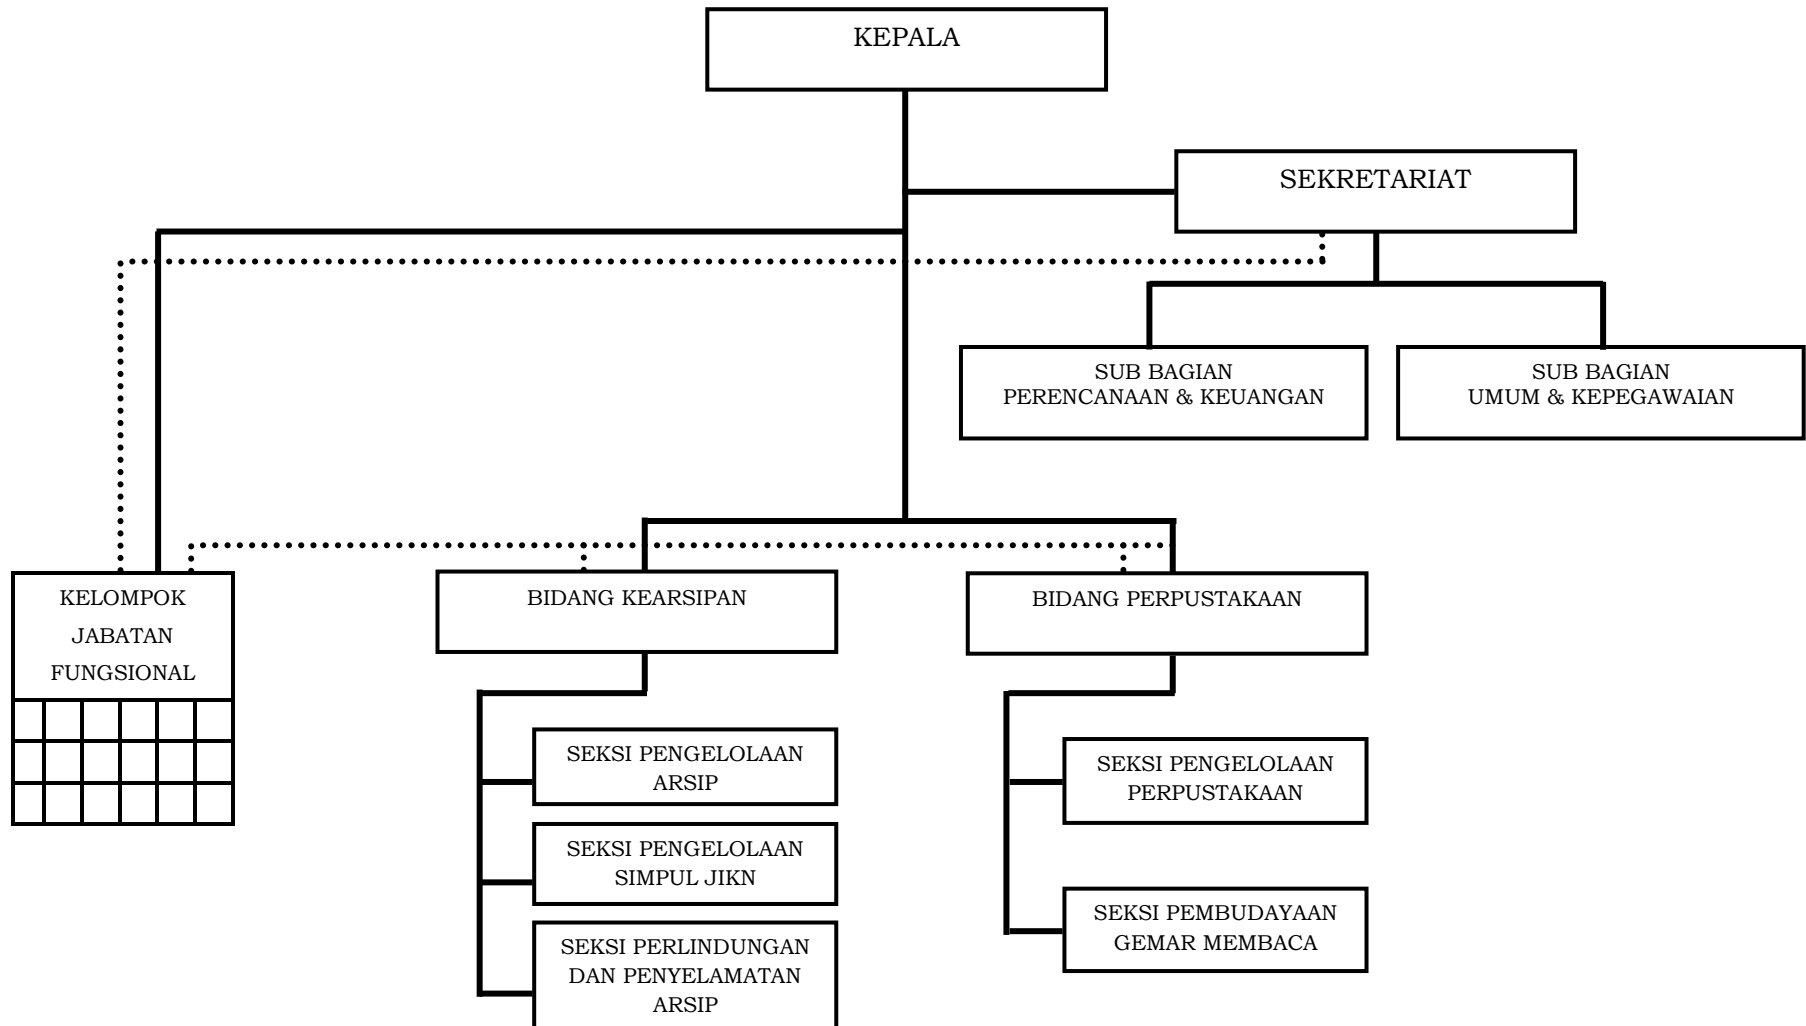 KEPALA
SEKRETARIAT
SUB BAGIAN
PERENCANAAN & KEUANGAN
SUB BAGIAN
UMUM & KEPEGAWAIAN
KELOMPOK
JABATAN
FUNGSIONAL
BIDANG KEARSIPAN
BIDANG PERPUSTAKAAN
SEKSI PENGELOLAAN
ARSIP
SEKSI PENGELOLAAN
SIMPUL JIKN
SEKSI PERLINDUNGAN
DAN PENYELAMATAN
ARSIP
SEKSI PENGELOLAAN
PERPUSTAKAAN
SEKSI PEMBUDAYAAN
GEMAR MEMBACA